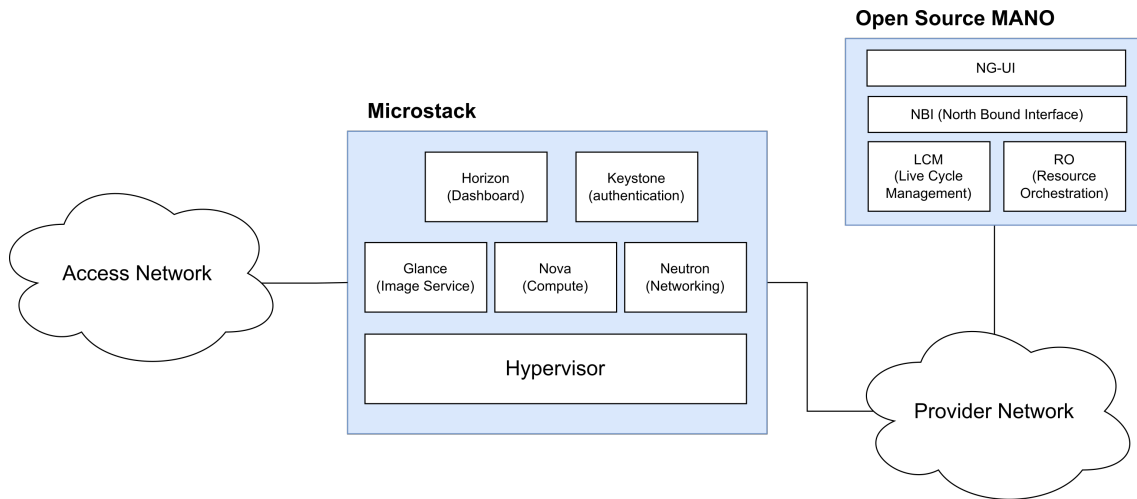 Open Source MANO
NG-UI
NBI (North Bound Interface)
LCM
(Live Cycle
Management)
RO
(Resource
Orchestration)
Microstack
Horizon
(Dashboard)
Keystone
(authentication)
Glance
(Image Service)
Nova
(Compute)
Neutron
(Networking)
Hypervisor
Access Network
Provider Network